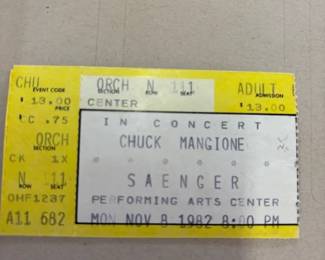 CHU ORCH N 111 ADULT
EVENT CODE SECTION ROW SEAT ADMISSION
$ 13.00 CENTER $ 13.00
PRICE
CC .75 IN CONCERT
ORCH CHUCK MANGIONE
SECTION
CK 1X
N 111 SAENGER
ROW SEAT PERFORMING ARTS CENTER
OHF1237
A11 682 MON NOV 8 1982 8:00 PM